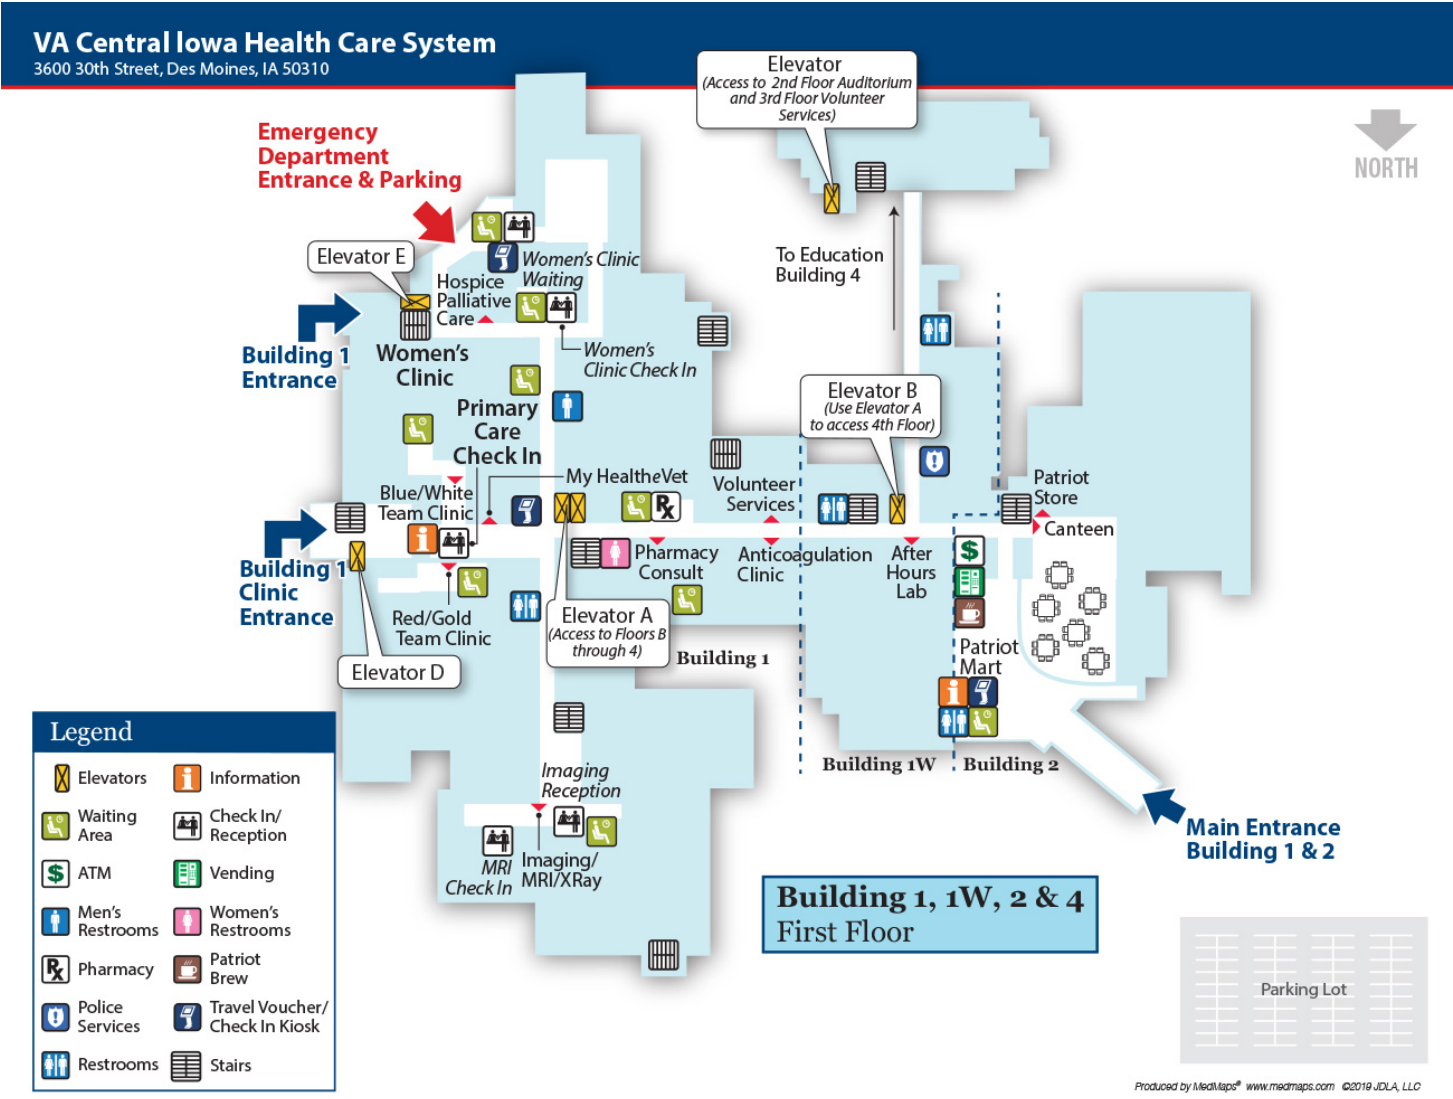 VA Central Iowa Health Care System
3600 30th Street, Des Moines, IA 50310
Elevator
(Access to 2nd Floor Auditorium
and 3rd Floor Volunteer
Services)
NORTH
Emergency
Department
Entrance & Parking
Elevator E
Women's Clinic
Waiting
Hospice
Palliative
Care
To Education
Building 4
Building 1
Entrance
Women's
Clinic
Women's
Clinic Check In
Elevator B
(Use Elevator A
to access 4th Floor)
Primary
Care
Check In
My HealtheVet
Blue/White
Team Clinic
Volunteer
Services
Patriot
Store
Canteen
Rx
Building 1
Clinic
Entrance
Pharmacy
Consult
Anticoagulation
Clinic
After
Hours
Lab
$
Red/Gold
Team Clinic
Elevator A
(Access to Floors B
through 4)
Elevator D
Building 1
Patriot
Mart
Building 1W
Building 2
Imaging
Reception
MRI
Check In
Imaging/
MRI/XRay
Main Entrance
Building 1 & 2
Building 1, 1W, 2 & 4
First Floor
Parking Lot
Legend
Elevators
Information
Waiting
Area
Check In/
Reception
$
ATM
Vending
Men's
Restrooms
Women's
Restrooms
Rx
Pharmacy
Patriot
Brew
Police
Services
Travel Voucher/
Check In Kiosk
Restrooms
Stairs
Produced by MedMaps® www.medmaps.com ©2019 JDLA, LLC